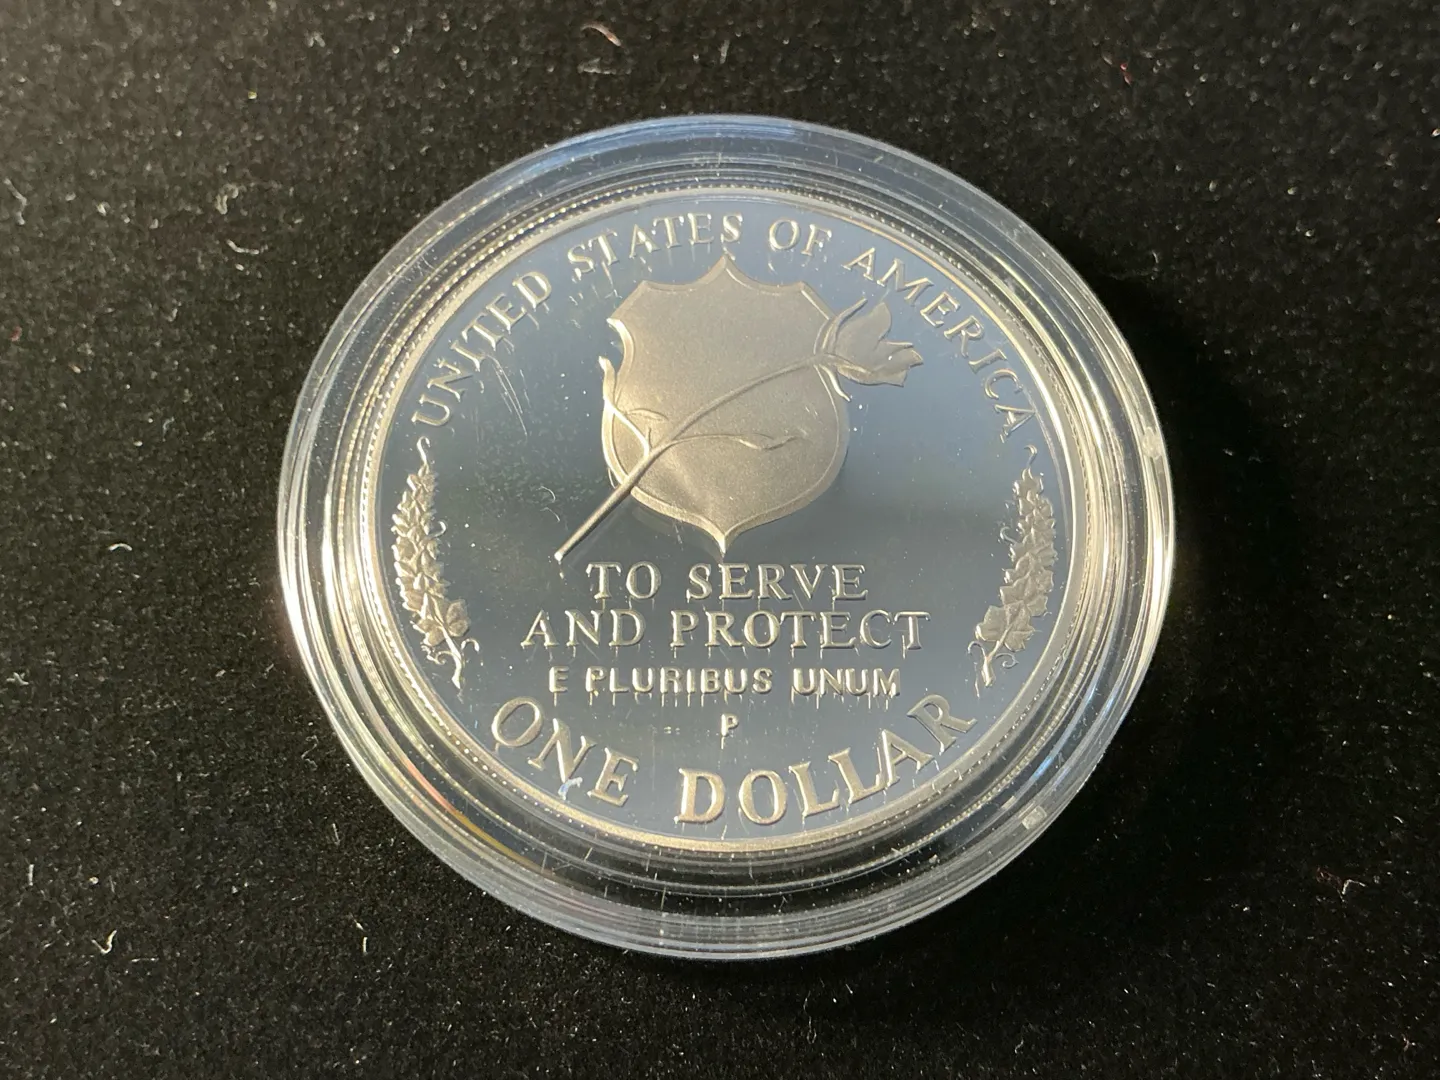 UNITED STATES OF AMERICA
TO SERVE
AND PROTECT
E PLURIBUS UNUM
P
ONE DOLLAR